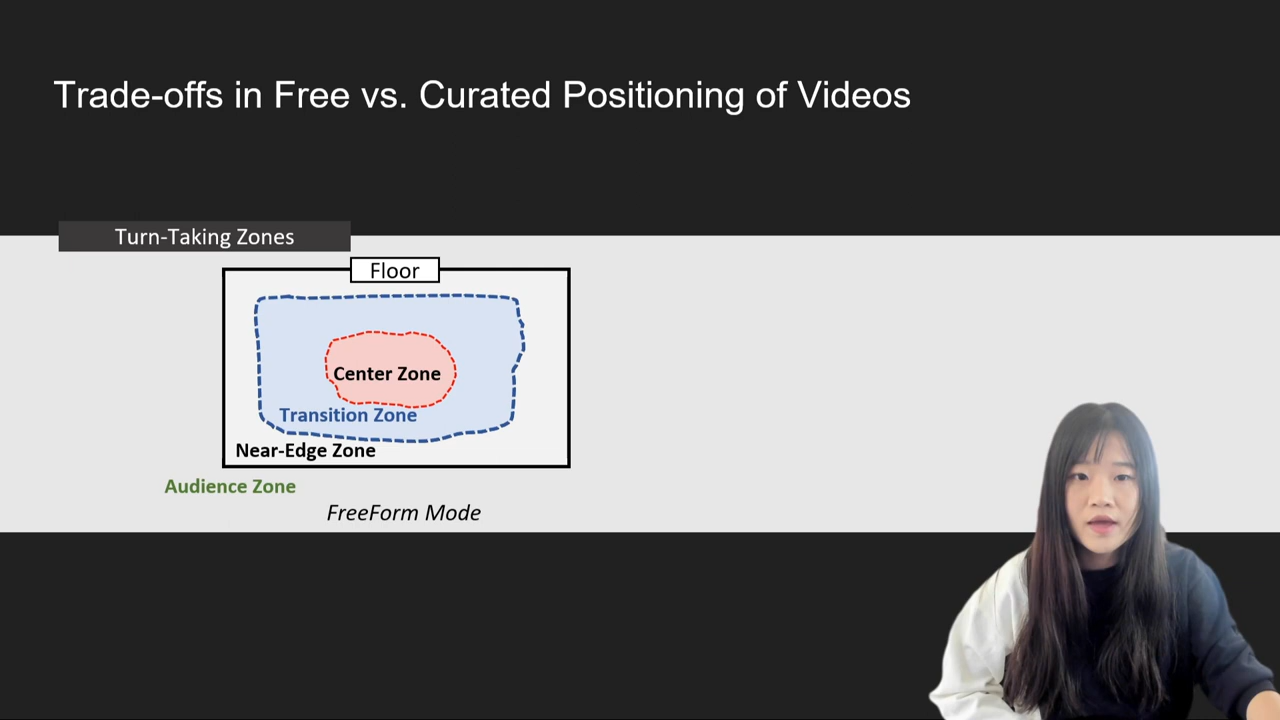 Trade-offs in Free vs. Curated Positioning of Videos
Turn-Taking Zones
Floor
Center Zone
Transition Zone
Near-Edge Zone
Audience Zone
FreeForm Mode